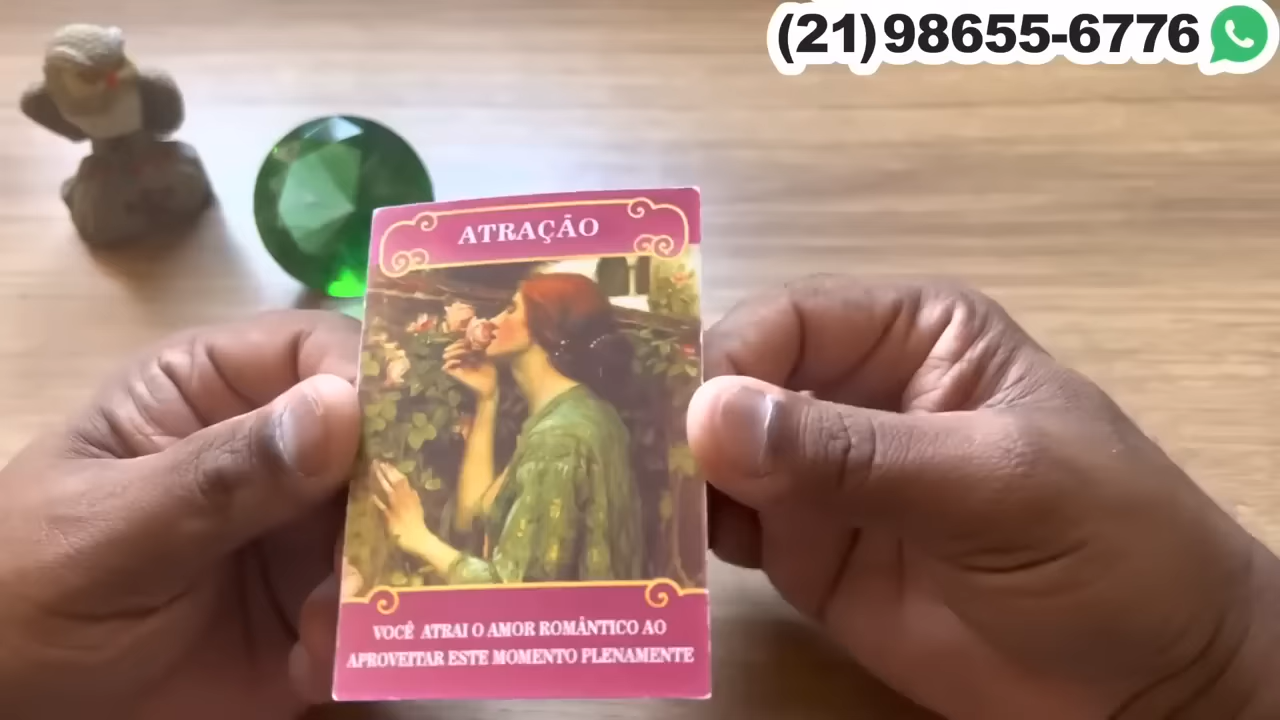 (21)98655-6776
ATRAÇÃO
VOCÊ ATRAI O AMOR ROMÂNTICO AO
APROVEITAR ESTE MOMENTO PLENAMENTE